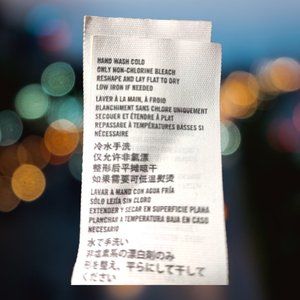 HAND WASH COLD
ONLY NON-CHLORINE BLEACH
RESHAPE AND LAY FLAT TO DRY
LOW IRON IF NEEDED
LAVER À LA MAIN, À FROID
BLANCHIMENT SANS CHLORE UNIQUEMENT
SECOUER ET ÉTENDRE À PLAT
REPASSAGE À TEMPÉRATURES BASSES SI
NÉCESSAIRE
冷水手洗
仅允许非氧漂
整形后平摊晾干
如果需要可低温熨烫
LAVAR A MANO CON AGUA FRÍA
SÓLO LEJÍA SIN CLORO
EXTENDER Y SECAR EN SUPERFICIE PLANA
PLANCHAR A TEMPERATURA BAJA EN CASO
NECESARIO
水で手洗い
非塩素系の漂白剤のみ
形を整え、平らにして干して
ください